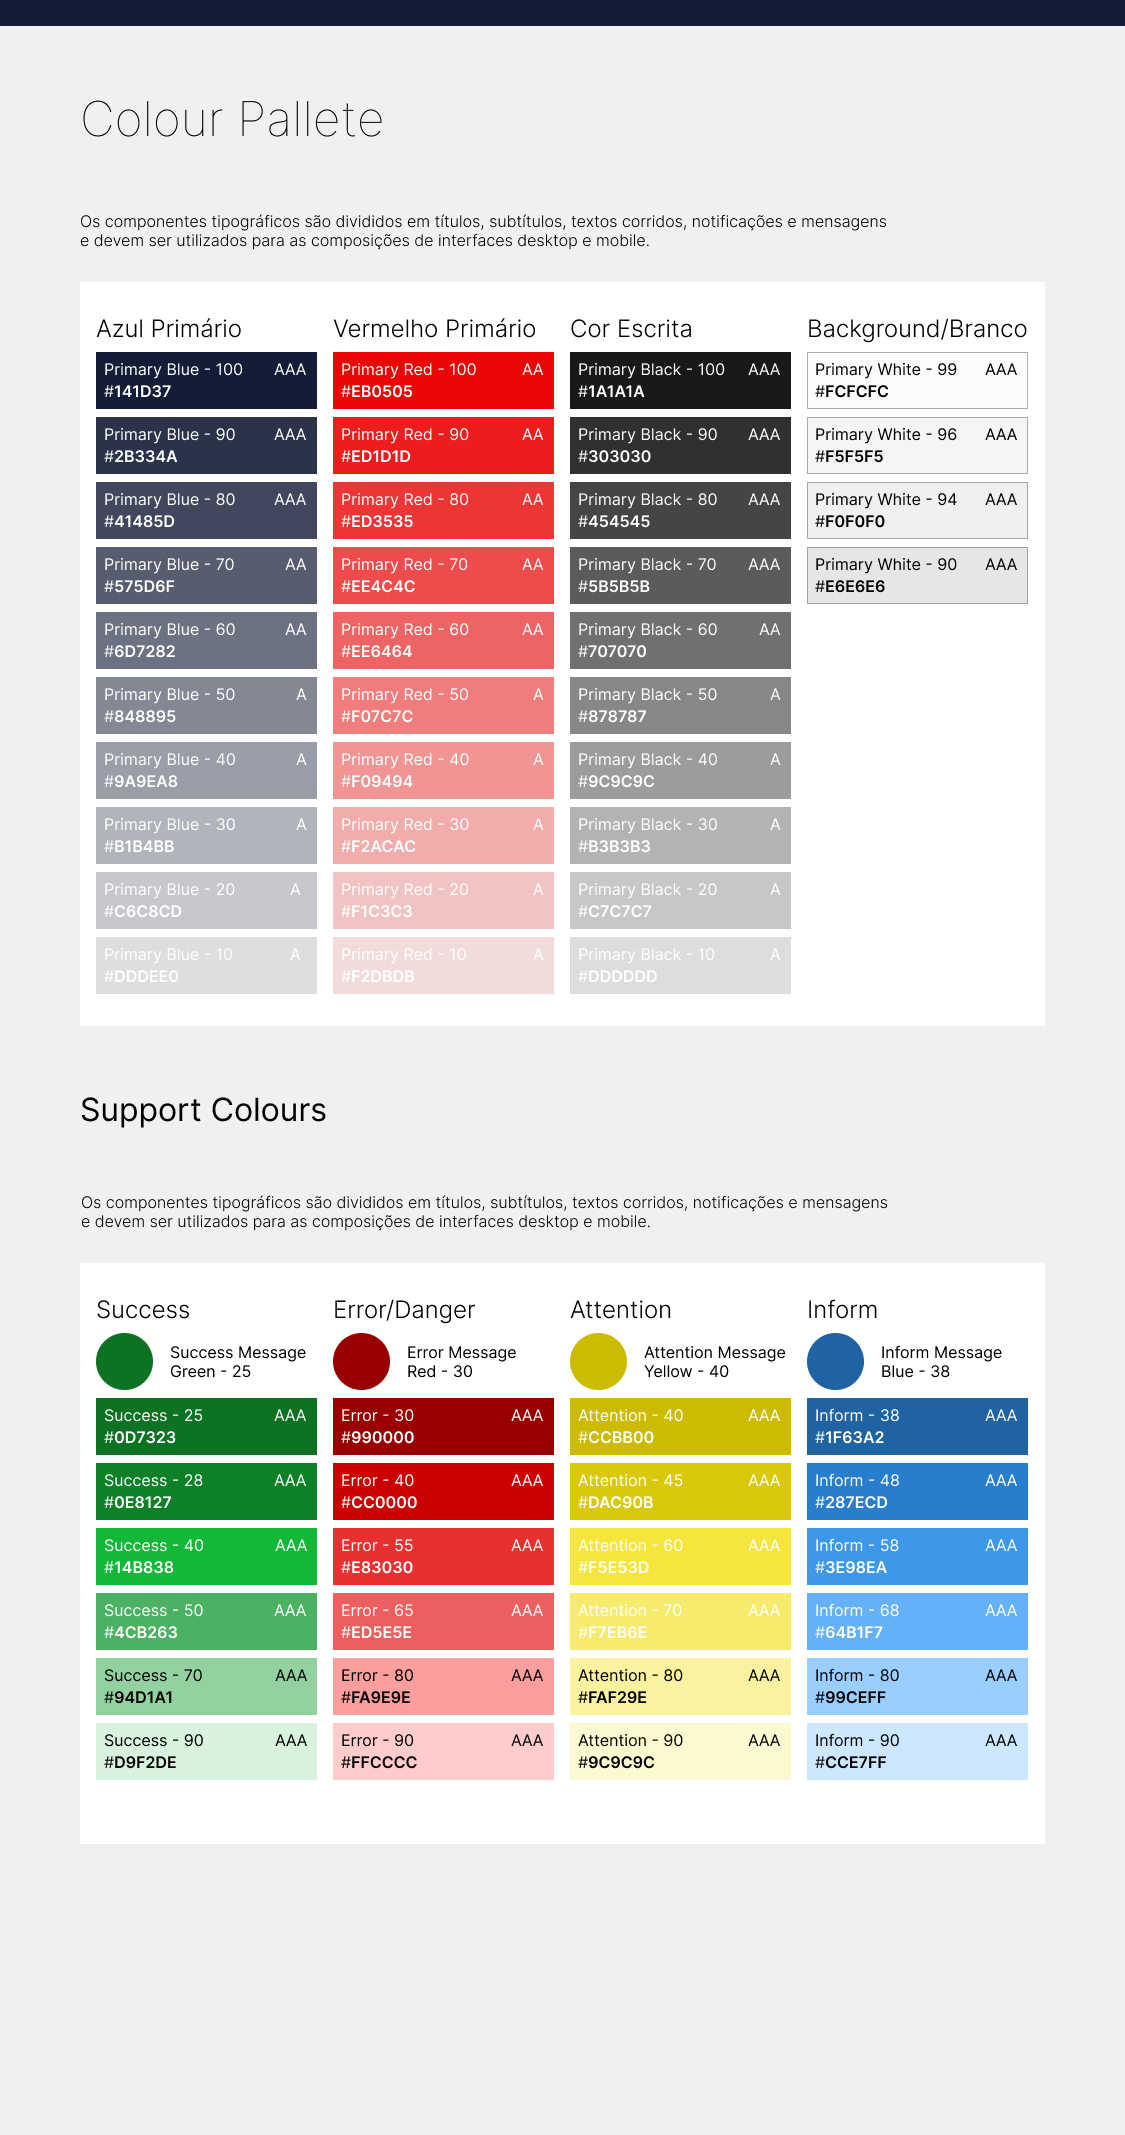 Colour Pallete
Os componentes tipográficos são divididos em títulos, subtítulos, textos corridos, notificações e mensagens
e devem ser utilizados para as composições de interfaces desktop e mobile.
Azul Primário
Primary Blue - 100 AAA
#141D37
Primary Blue - 90 AAA
#2B334A
Primary Blue - 80 AAA
#41485D
Primary Blue - 70 AA
#575D6F
Primary Blue - 60 AA
#6D7282
Primary Blue - 50 A
#848895
Primary Blue - 40 A
#9A9EA8
Primary Blue - 30 A
#B1B4BB
Primary Blue - 20 A
#C6C8CD
Primary Blue - 10 A
#DDDEE0
Vermelho Primário
Primary Red - 100 AA
#EB0505
Primary Red - 90 AA
#ED1D1D
Primary Red - 80 AA
#ED3535
Primary Red - 70 AA
#EE4C4C
Primary Red - 60 AA
#EE6464
Primary Red - 50 A
#F07C7C
Primary Red - 40 A
#F09494
Primary Red - 30 A
#F2ACAC
Primary Red - 20 A
#F1C3C3
Primary Red - 10 A
#F2DBDB
Cor Escrita
Primary Black - 100 AAA
#1A1A1A
Primary Black - 90 AAA
#303030
Primary Black - 80 AAA
#454545
Primary Black - 70 AAA
#5B5B5B
Primary Black - 60 AA
#707070
Primary Black - 50 A
#878787
Primary Black - 40 A
#9C9C9C
Primary Black - 30 A
#B3B3B3
Primary Black - 20 A
#C7C7C7
Primary Black - 10 A
#DDDDDD
Background/Branco
Primary White - 99 AAA
#FCFCFC
Primary White - 96 AAA
#F5F5F5
Primary White - 94 AAA
#F0F0F0
Primary White - 90 AAA
#E6E6E6
Support Colours
Os componentes tipográficos são divididos em títulos, subtítulos, textos corridos, notificações e mensagens
e devem ser utilizados para as composições de interfaces desktop e mobile.
Success
Success Message
Green - 25
Success - 25 AAA
#0D7323
Success - 28 AAA
#0E8127
Success - 40 AAA
#14B838
Success - 50 AAA
#4CB263
Success - 70 AAA
#94D1A1
Success - 90 AAA
#D9F2DE
Error/Danger
Error Message
Red - 30
Error - 30 AAA
#990000
Error - 40 AAA
#CC0000
Error - 55 AAA
#E83030
Error - 65 AAA
#ED5E5E
Error - 80 AAA
#FA9E9E
Error - 90 AAA
#FFCCCC
Attention
Attention Message
Yellow - 40
Attention - 40 AAA
#CCBB00
Attention - 45 AAA
#DAC90B
Attention - 60 AAA
#F5E53D
Attention - 70 AAA
#F7EB6E
Attention - 80 AAA
#FAF29E
Attention - 90 AAA
#9C9C9C
Inform
Inform Message
Blue - 38
Inform - 38 AAA
#1F63A2
Inform - 48 AAA
#287ECD
Inform - 58 AAA
#3E98EA
Inform - 68 AAA
#64B1F7
Inform - 80 AAA
#99CEFF
Inform - 90 AAA
#CCE7FF